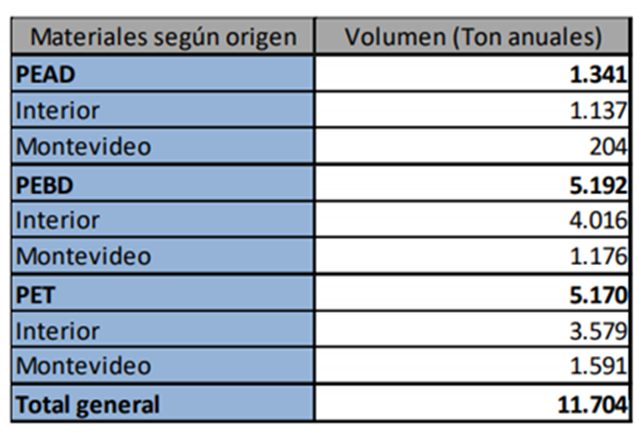 Materiales según origen Volumen (Ton anuales)
PEAD 1.341
Interior 1.137
Montevideo 204
PEBD 5.192
Interior 4.016
Montevideo 1.176
PET 5.170
Interior 3.579
Montevideo 1.591
Total general 11.704